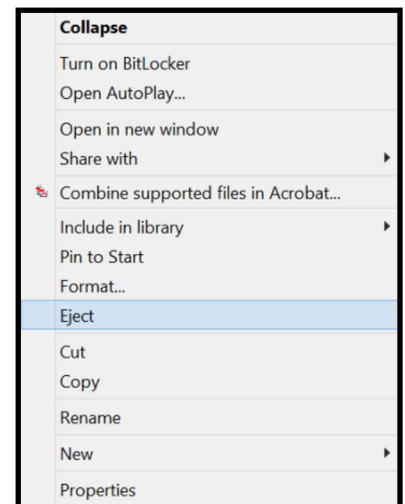 Collapse
Turn on BitLocker
Open AutoPlay...
Open in new window
Share with
Combine supported files in Acrobat...
Include in library
Pin to Start
Format...
Eject
Cut
Copy
Rename
New
Properties